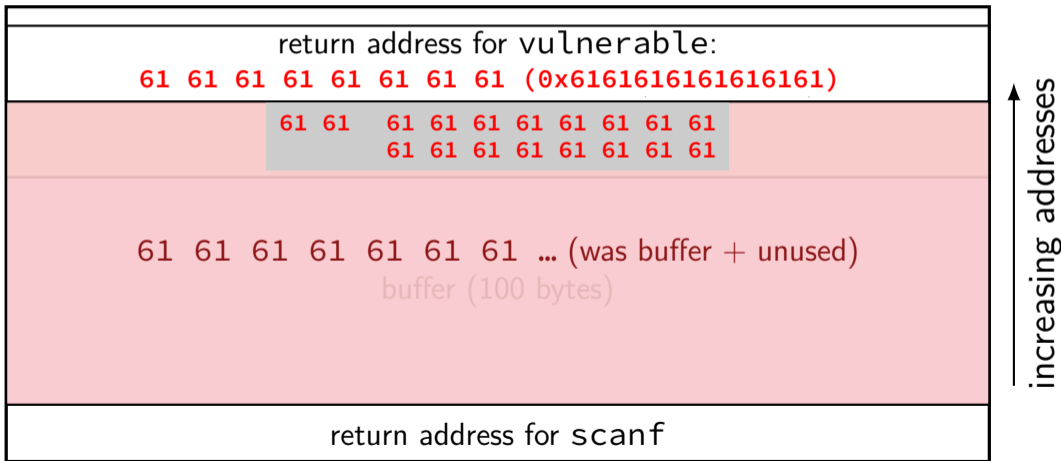 return address for vulnerable:
61 61 61 61 61 61 61 61 (0x6161616161616161)
61 61 61 61 61 61 61 61 61 61
61 61 61 61 61 61 61 61
61 61 61 61 61 61 61 … (was buffer + unused)
buffer (100 bytes)
return address for scanf
increasing addresses